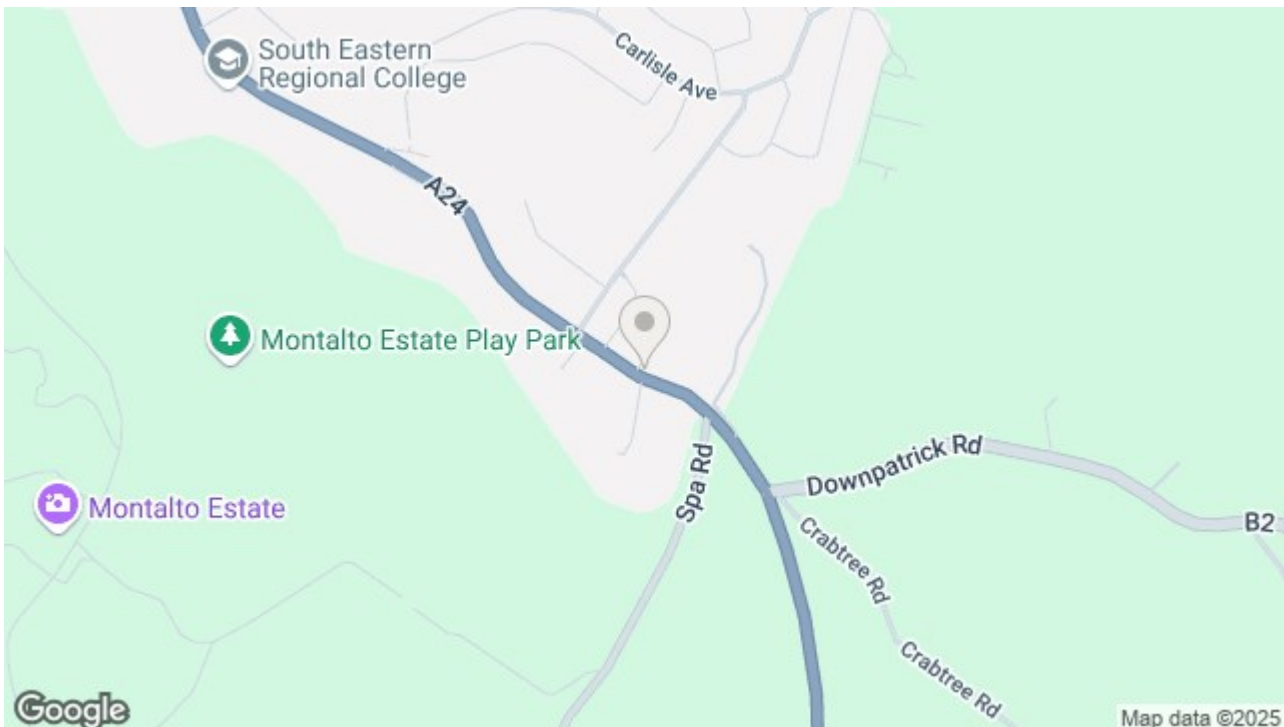 South Eastern
Regional College
Carlisle Ave
A24
Montalto Estate Play Park
Downpatrick Rd
Spa Rd
Montalto Estate
B2
Crabtree Rd
Crabtree Rd
Google
Map data ©2025